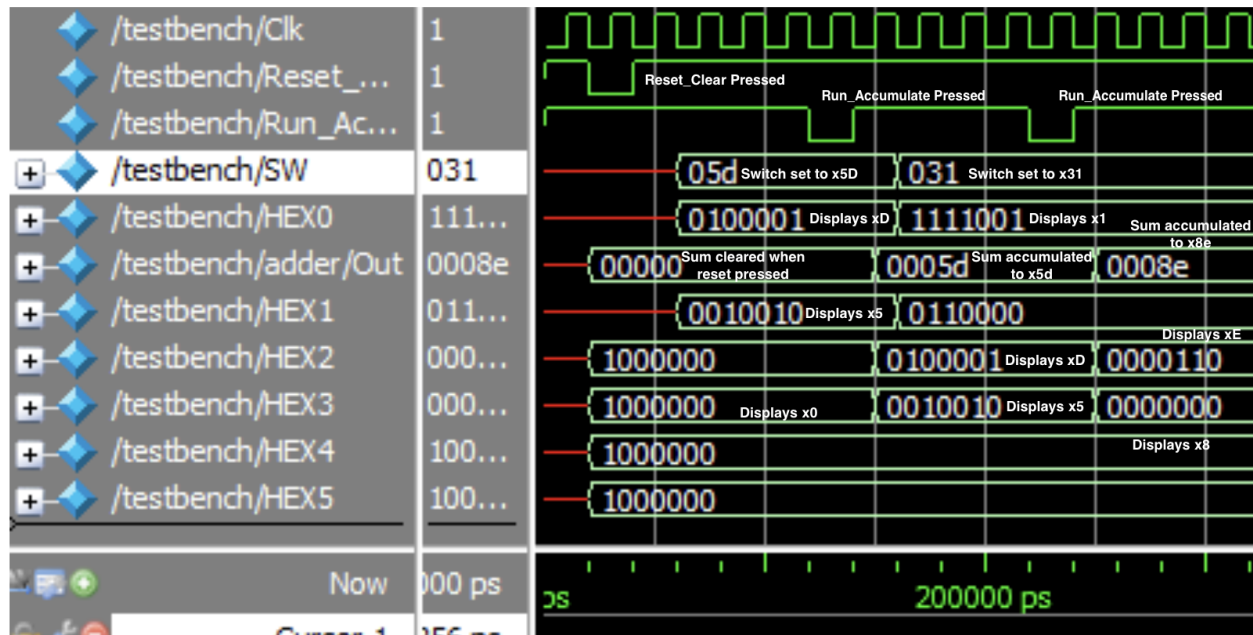 /testbench/Clk 1
/testbench/Reset_... 1 Reset_Clear Pressed
Run_Accumulate Pressed Run_Accumulate Pressed
/testbench/Run_Ac... 1
/testbench/SW 031 05d Switch set to x5D 031 Switch set to x31
/testbench/HEX0 111... 0100001 Displays xD 1111001 Displays x1
Sum accumulated
to x8e
/testbench/adder/Out 0008e 00000 Sum cleared when
reset pressed
0005d Sum accumulated
to x5d
0008e
/testbench/HEX1 011... 0010010 Displays x5 0110000
Displays xE
/testbench/HEX2 000... 1000000 0100001 Displays xD 0000110
/testbench/HEX3 000... 1000000 Displays x0 0010010 Displays x5 0000000
/testbench/HEX4 100... 1000000 Displays x8
/testbench/HEX5 100... 1000000
Now 000 ps ps 200000 ps
Cursor 1